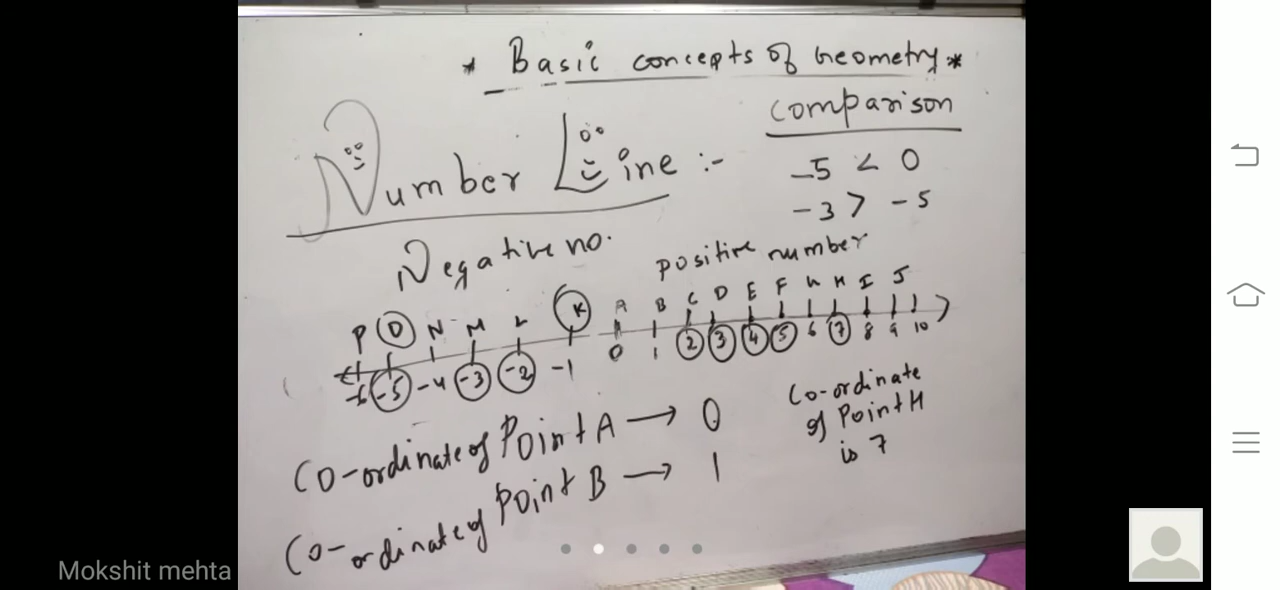 * Basic concepts of Geometry *
Number Line :-
comparison
-5 < 0
-3 > -5
Negative no.
positive number
P O N M L K A B C D E F G H I J
-6 -5 -4 -3 -2 -1 0 1 2 3 4 5 6 7 8 9 10
Co-ordinate of Point A → 0
Co-ordinate of Point B → 1
Co-ordinate
of Point H
is 7
Mokshit mehta